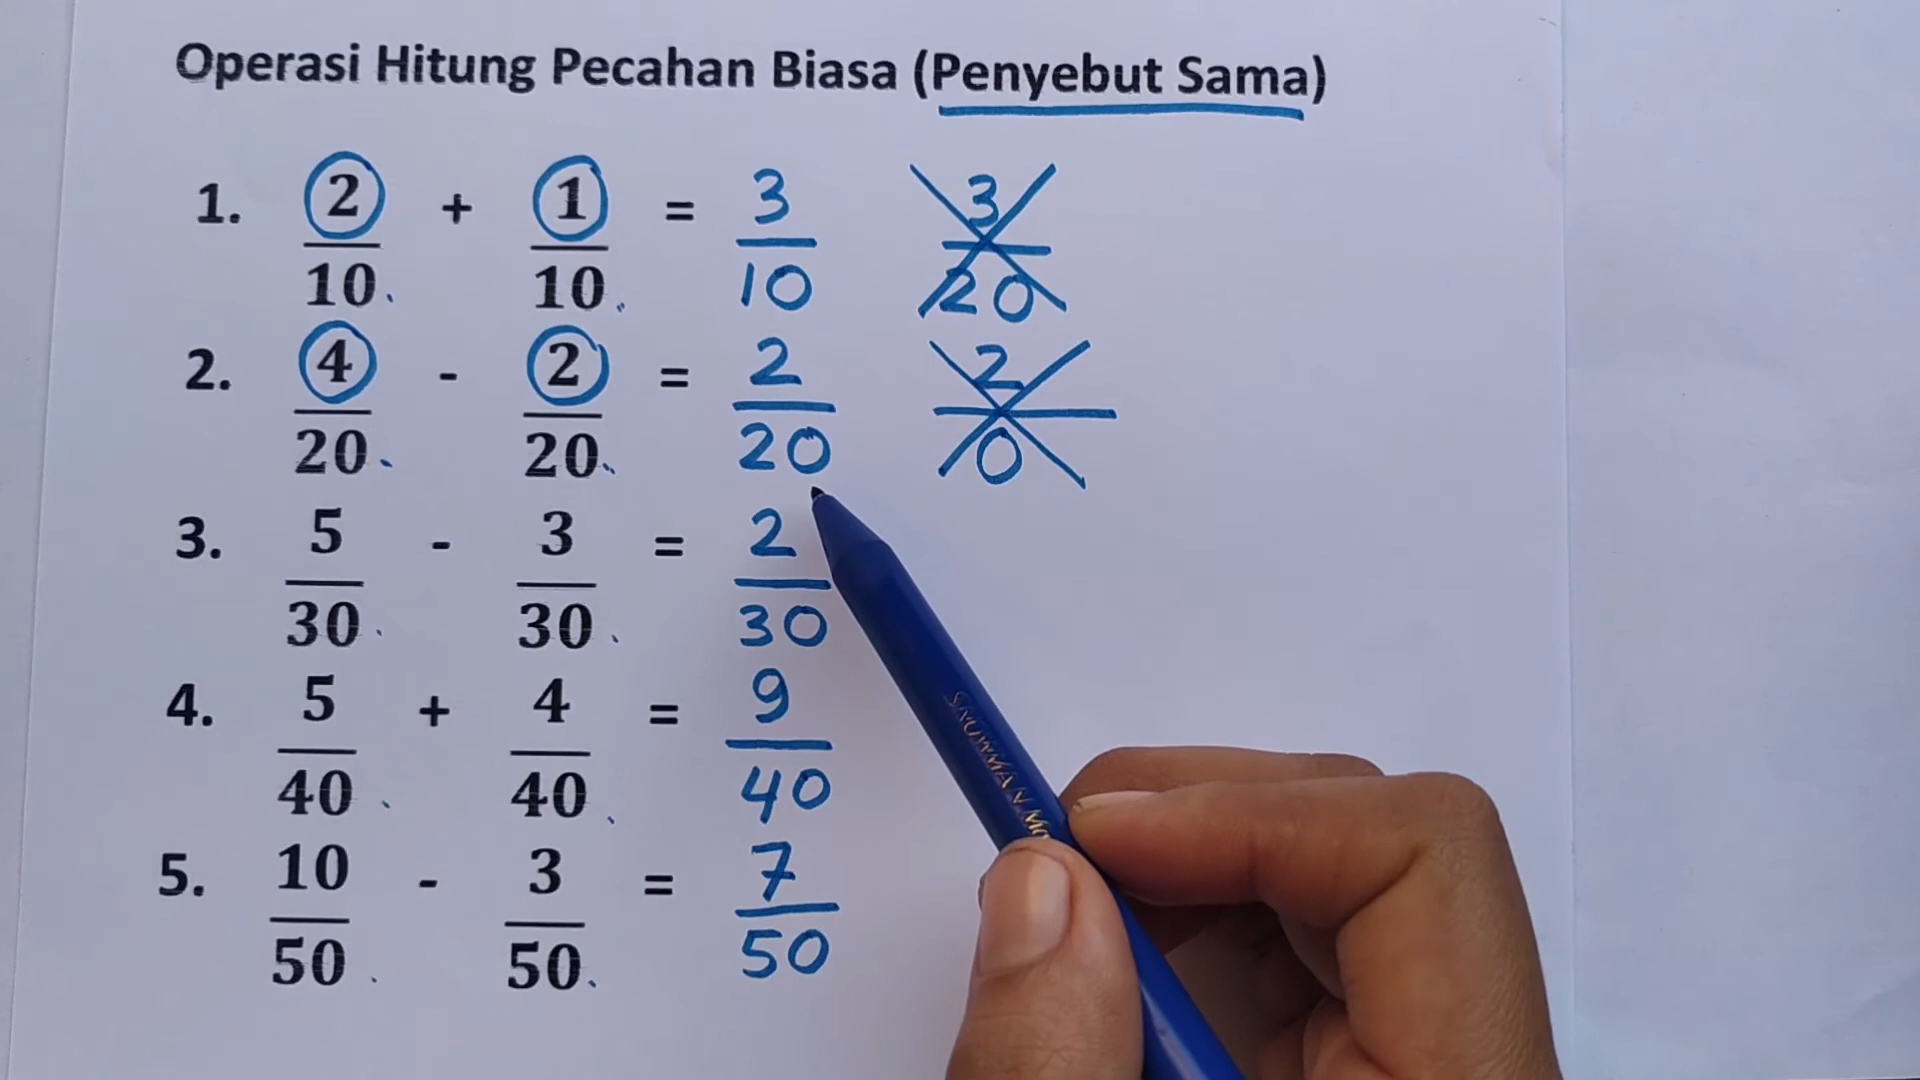 Operasi Hitung Pecahan Biasa (Penyebut Sama)
1. 2/10 + 1/10 = 3/10 3/20
2. 4/20 - 2/20 = 2/20 2/0
3. 5/30 - 3/30 = 2/30
4. 5/40 + 4/40 = 9/40
5. 10/50 - 3/50 = 7/50
SNOWMAN